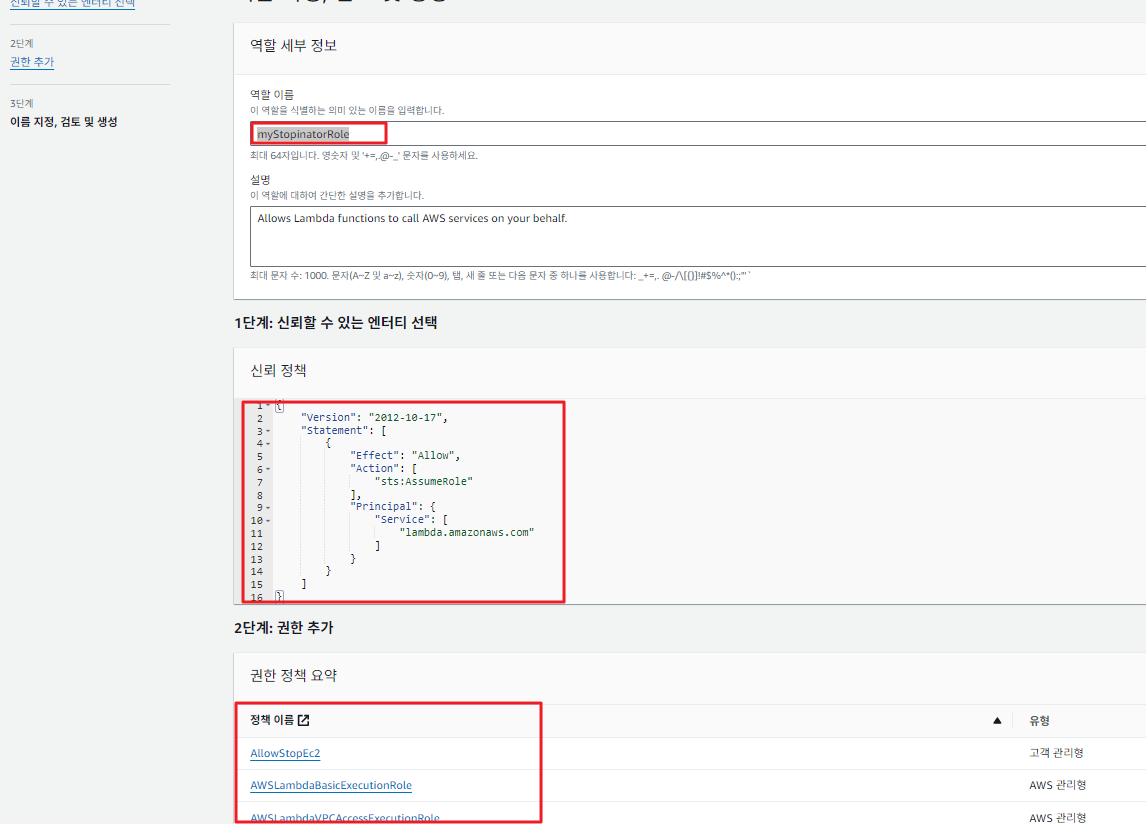 신뢰할 수 있는 엔터티 선택
2단계
권한 추가
3단계
이름 지정, 검토 및 생성
역할 세부 정보
역할 이름
이 역할을 식별하는 의미 있는 이름을 입력합니다.
myStopinatorRole
최대 64자입니다. 영숫자 및 '+=,.@-_' 문자를 사용하세요.
설명
이 역할에 대하여 간단한 설명을 추가합니다.
Allows Lambda functions to call AWS services on your behalf.
최대 문자 수: 1000. 문자(A~Z 및 a~z), 숫자(0~9), 탭, 새 줄 또는 다음 문자 중 하나를 사용합니다: _+=,. @-/\[{}]!#$%^*();:"'`
1단계: 신뢰할 수 있는 엔터티 선택
신뢰 정책
1 {
2 "Version": "2012-10-17",
3 "Statement": [
4 {
5 "Effect": "Allow",
6 "Action": [
7 "sts:AssumeRole"
8 ],
9 "Principal": {
10 "Service": [
11 "lambda.amazonaws.com"
12 ]
13 }
14 }
15 ]
16 }
2단계: 권한 추가
권한 정책 요약
정책 이름 ▲ 유형
AllowStopEc2 고객 관리형
AWSLambdaBasicExecutionRole AWS 관리형
AWSLambdaVPCAccessExecutionRole AWS 관리형